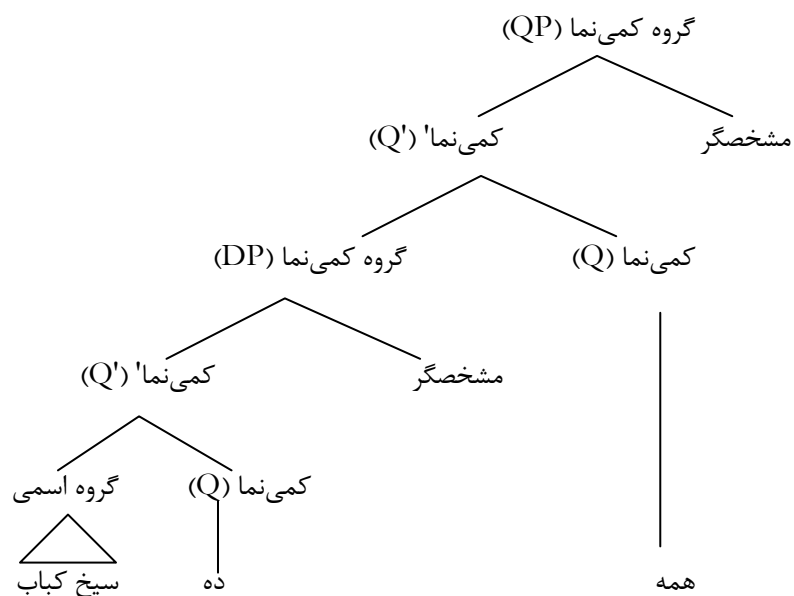 گروه کمی‌نما (QP)
مشخصگر کمی‌نما' (Q')
کمی‌نما (Q) گروه کمی‌نما (DP)
مشخصگر کمی‌نما' (Q')
کمی‌نما (Q) گروه اسمی
همه ده سیخ کباب